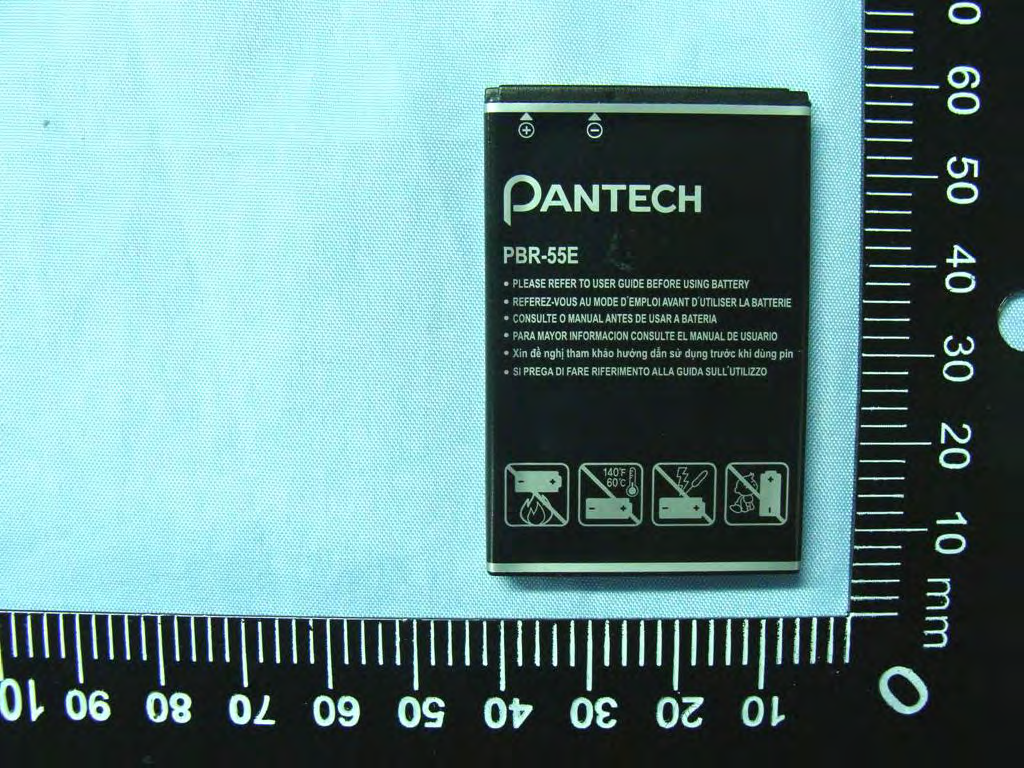 PANTECH
PBR-55E
• PLEASE REFER TO USER GUIDE BEFORE USING BATTERY
• REFEREZ-VOUS AU MODE D'EMPLOI AVANT D'UTILISER LA BATTERIE
• CONSULTE O MANUAL ANTES DE USAR A BATERIA
• PARA MAYOR INFORMACION CONSULTE EL MANUAL DE USUARIO
• Xin đề nghị tham khảo hướng dẫn sử dụng trước khi dùng pin
• SI PREGA DI FARE RIFERIMENTO ALLA GUIDA SULL'UTILIZZO
140°F
60°C
0
60
50
40
30
20
10
mm
0
10
90
80
70
60
50
40
30
20
10